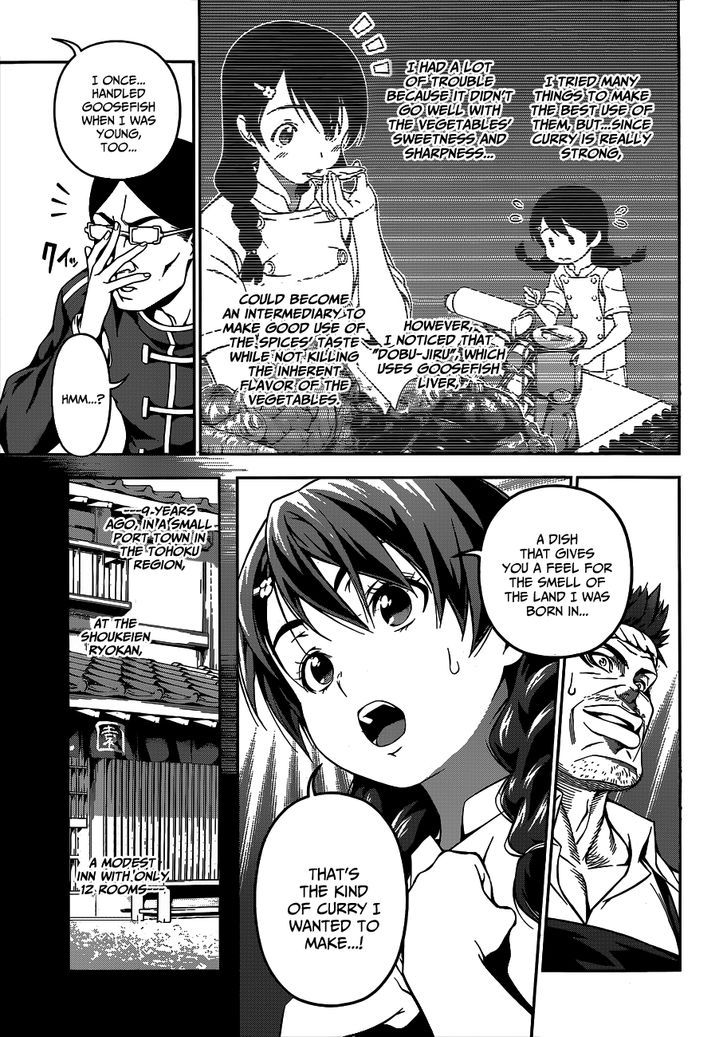 I TRIED MANY
THINGS TO MAKE
THE BEST USE OF
THEM, BUT...SINCE
CURRY IS REALLY
STRONG,
I HAD A LOT
OF TROUBLE
BECAUSE IT DIDN'T
GO WELL WITH
THE VEGETABLES'
SWEETNESS AND
SHARPNESS...
HOWEVER,
I NOTICED THAT
"DOBU-JIRU", WHICH
USES GOOSEFISH
LIVER,
COULD BECOME
AN INTERMEDIARY TO
MAKE GOOD USE OF
THE SPICES' TASTE
WHILE NOT KILLING
THE INHERENT
FLAVOR OF THE
VEGETABLES.
I ONCE...
HANDLED
GOOSEFISH
WHEN I WAS
YOUNG,
TOO...
クイッ
HMM...?
A DISH
THAT GIVES
YOU A FEEL FOR
THE SMELL OF
THE LAND I WAS
BORN IN...
THAT'S
THE KIND
OF CURRY I
WANTED TO
MAKE...!
---9 YEARS
AGO, IN A SMALL
PORT TOWN IN
THE TOHOKU
REGION,
AT THE
SHOUKEIEN
RYOKAN,
園
A MODEST
INN WITH ONLY
12 ROOMS---